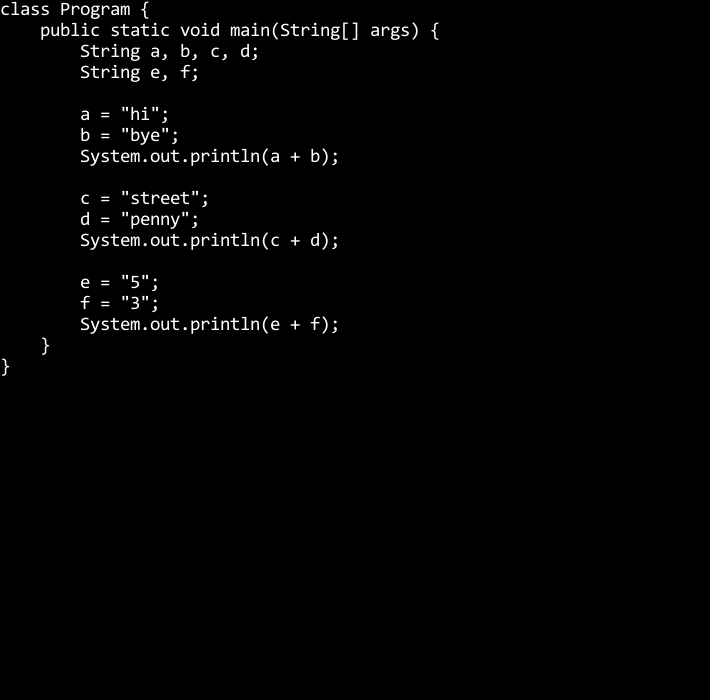 class Program {
    public static void main(String[] args) {
        String a, b, c, d;
        String e, f;

        a = "hi";
        b = "bye";
        System.out.println(a + b);

        c = "street";
        d = "penny";
        System.out.println(c + d);

        e = "5";
        f = "3";
        System.out.println(e + f);
    }
}